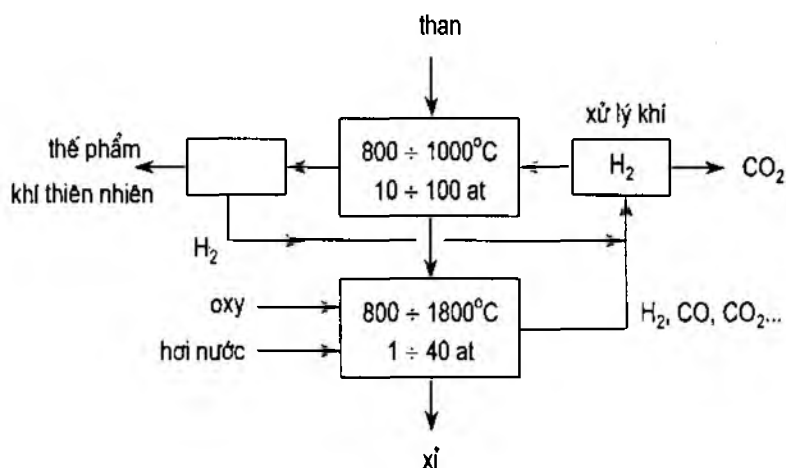 than
xử lý khí
thế phẩm
khí thiên nhiên
800 ÷ 1000°C
10 ÷ 100 at
H₂
CO₂
H₂
oxy
hơi nước
800 ÷ 1800°C
1 ÷ 40 at
H₂, CO, CO₂...
xỉ